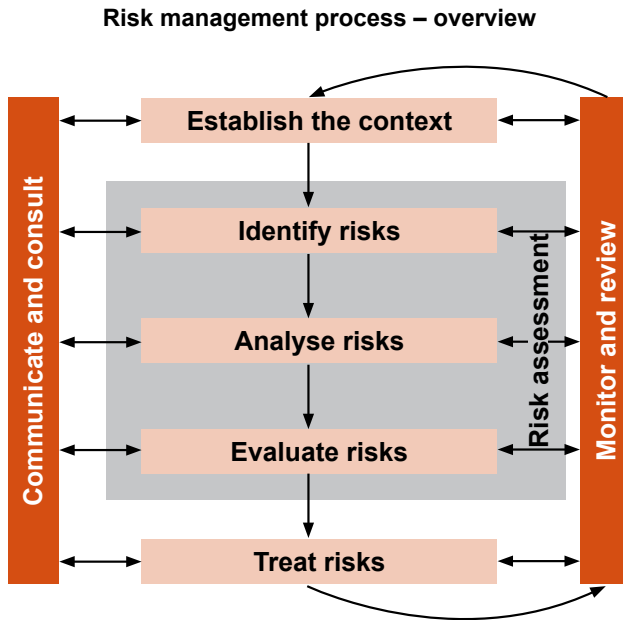 Risk management process – overview
Communicate and consult
Establish the context
Identify risks
Analyse risks
Evaluate risks
Treat risks
Risk assessment
Monitor and review